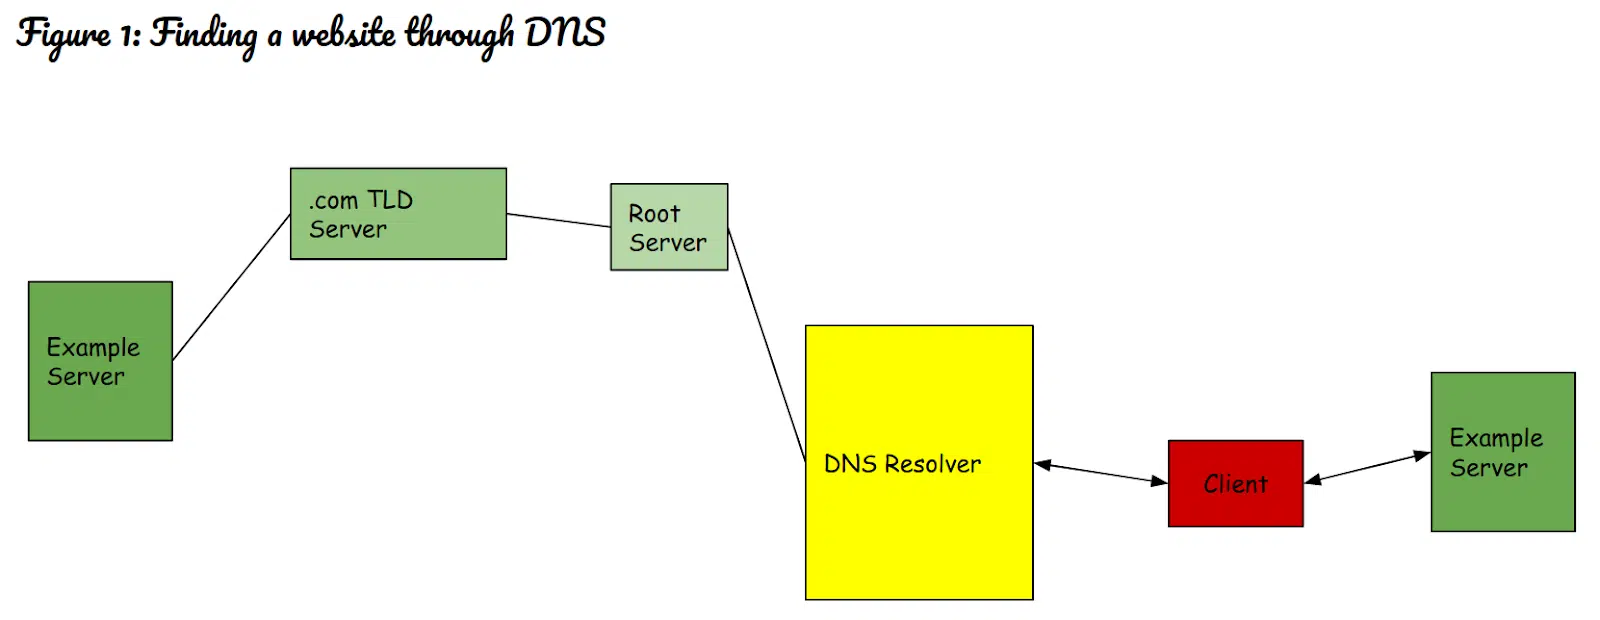 Figure 1: Finding a website through DNS
.com TLD
Server
Root
Server
Example
Server
DNS Resolver
Client
Example
Server